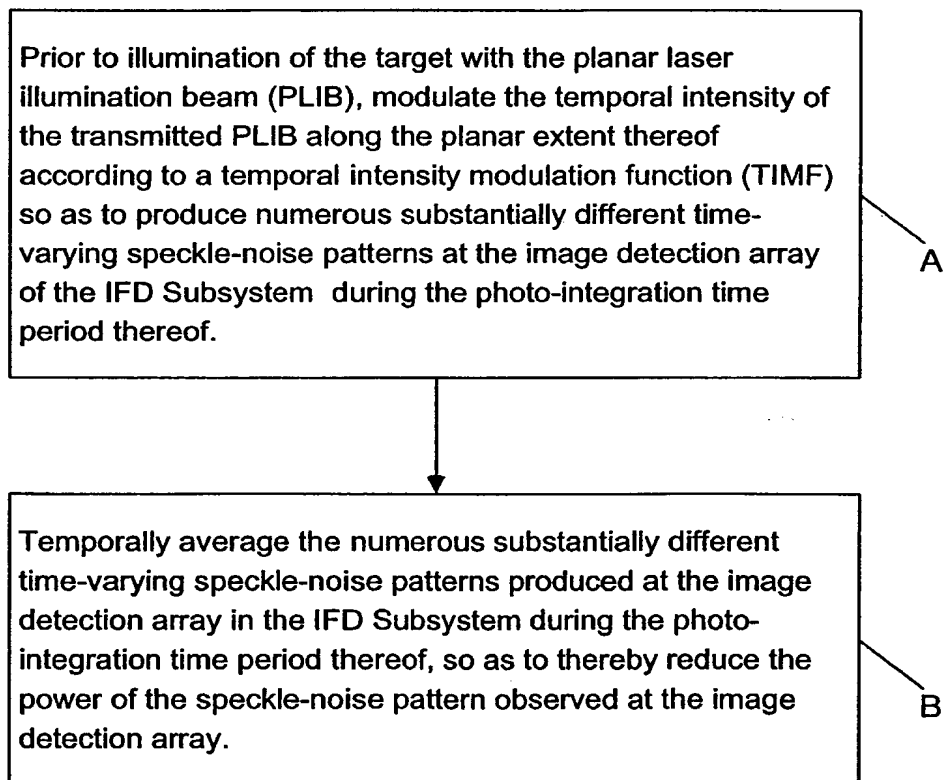 Prior to illumination of the target with the planar laser
illumination beam (PLIB), modulate the temporal intensity of
the transmitted PLIB along the planar extent thereof
according to a temporal intensity modulation function (TIMF)
so as to produce numerous substantially different time-
varying speckle-noise patterns at the image detection array
of the IFD Subsystem during the photo-integration time
period thereof.
A
Temporally average the numerous substantially different
time-varying speckle-noise patterns produced at the image
detection array in the IFD Subsystem during the photo-
integration time period thereof, so as to thereby reduce the
power of the speckle-noise pattern observed at the image
detection array.
B